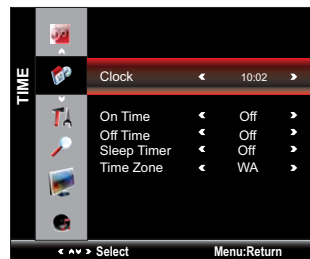 TIME
Clock 10:02
On Time Off
Off Time Off
Sleep Timer Off
Time Zone WA
Select Menu:Return